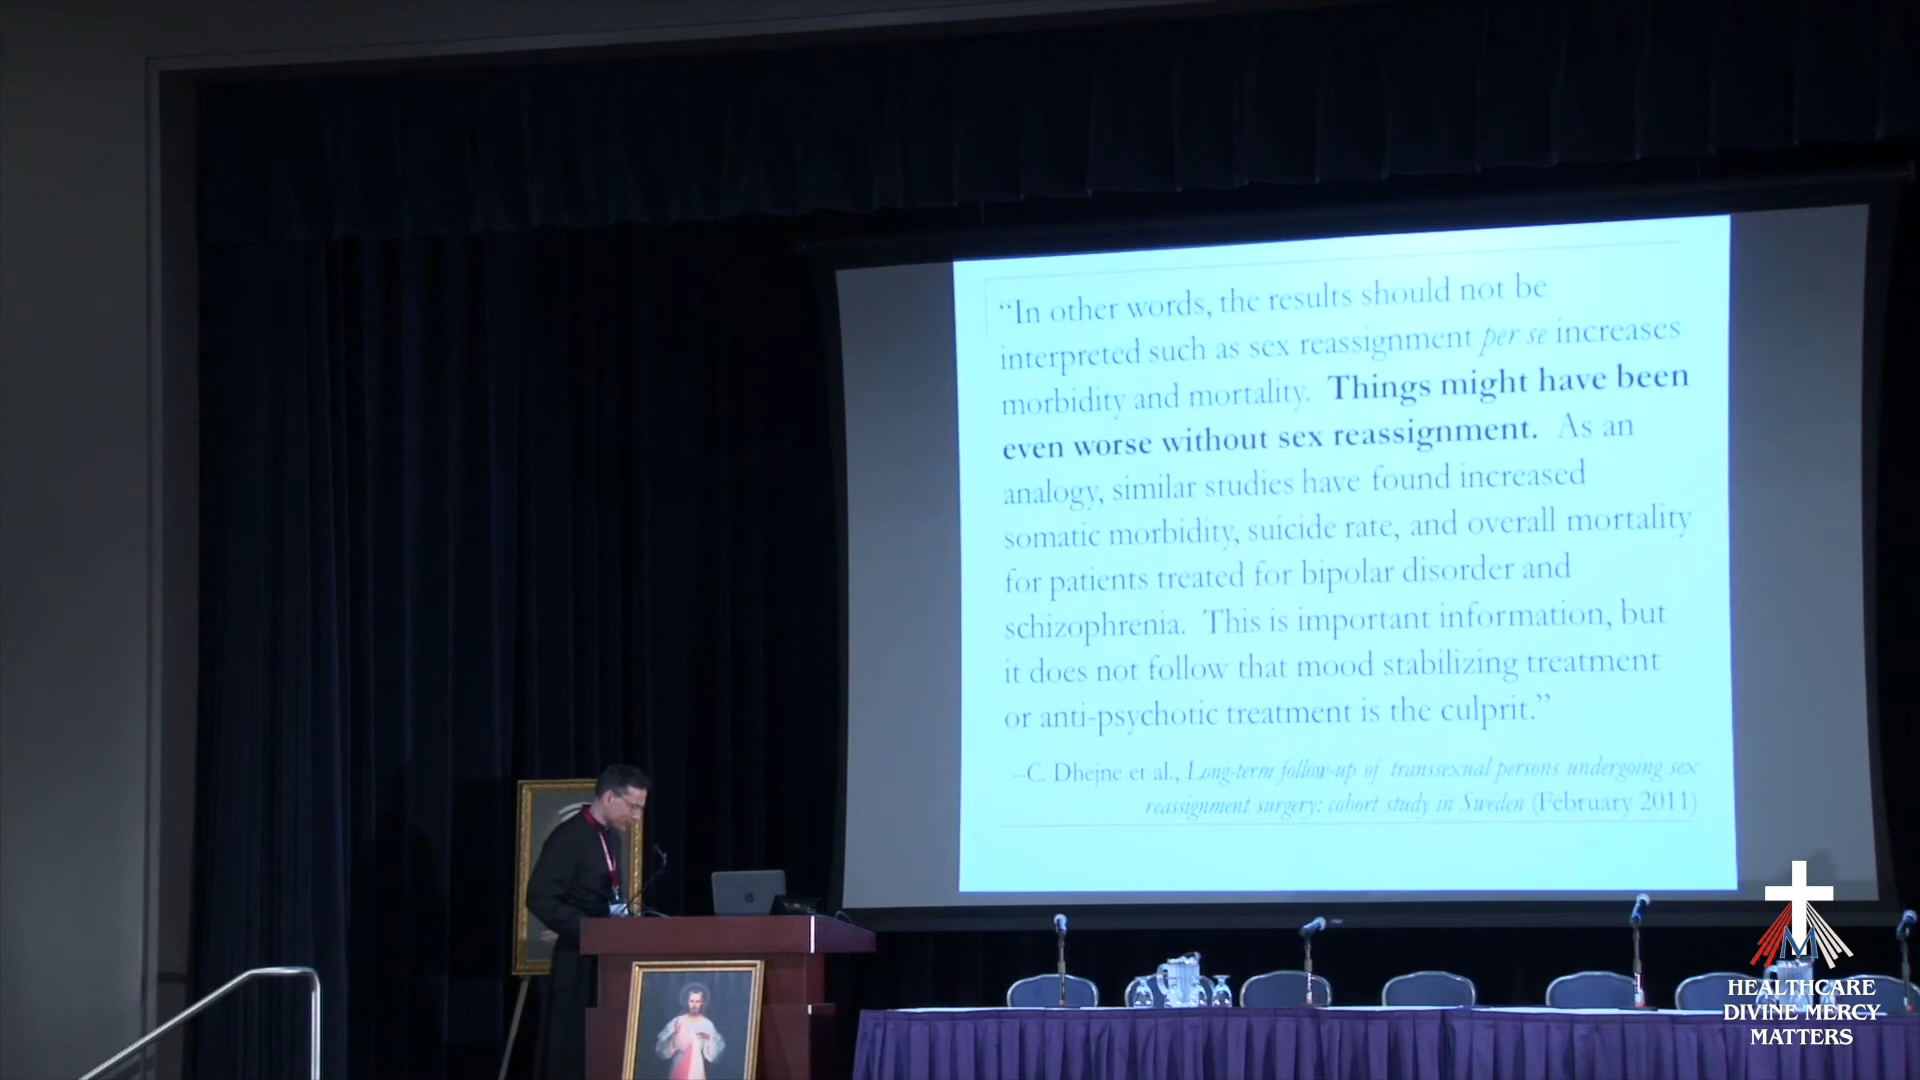 “In other words, the results should not be
interpreted such as sex reassignment per se increases
morbidity and mortality. Things might have been
even worse without sex reassignment. As an
analogy, similar studies have found increased
somatic morbidity, suicide rate, and overall mortality
for patients treated for bipolar disorder and
schizophrenia. This is important information, but
it does not follow that mood stabilizing treatment
or anti-psychotic treatment is the culprit.”
–C. Dhejne et al., Long-term follow-up of transsexual persons undergoing sex
reassignment surgery: cohort study in Sweden (February 2011)
M
HEALTHCARE
DIVINE MERCY
MATTERS